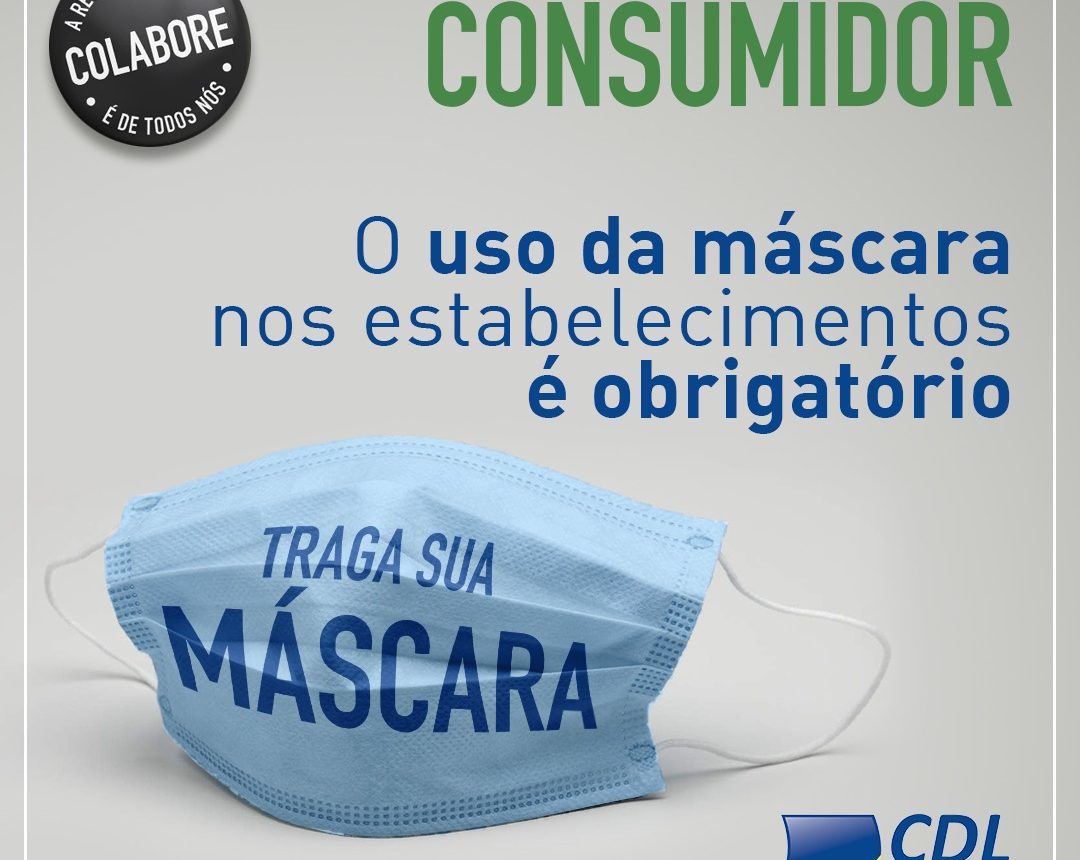 COLABORE
É DE TODOS NÓS
CONSUMIDOR
O uso da máscara
nos estabelecimentos
é obrigatório
TRAGA SUA
MÁSCARA
CDL